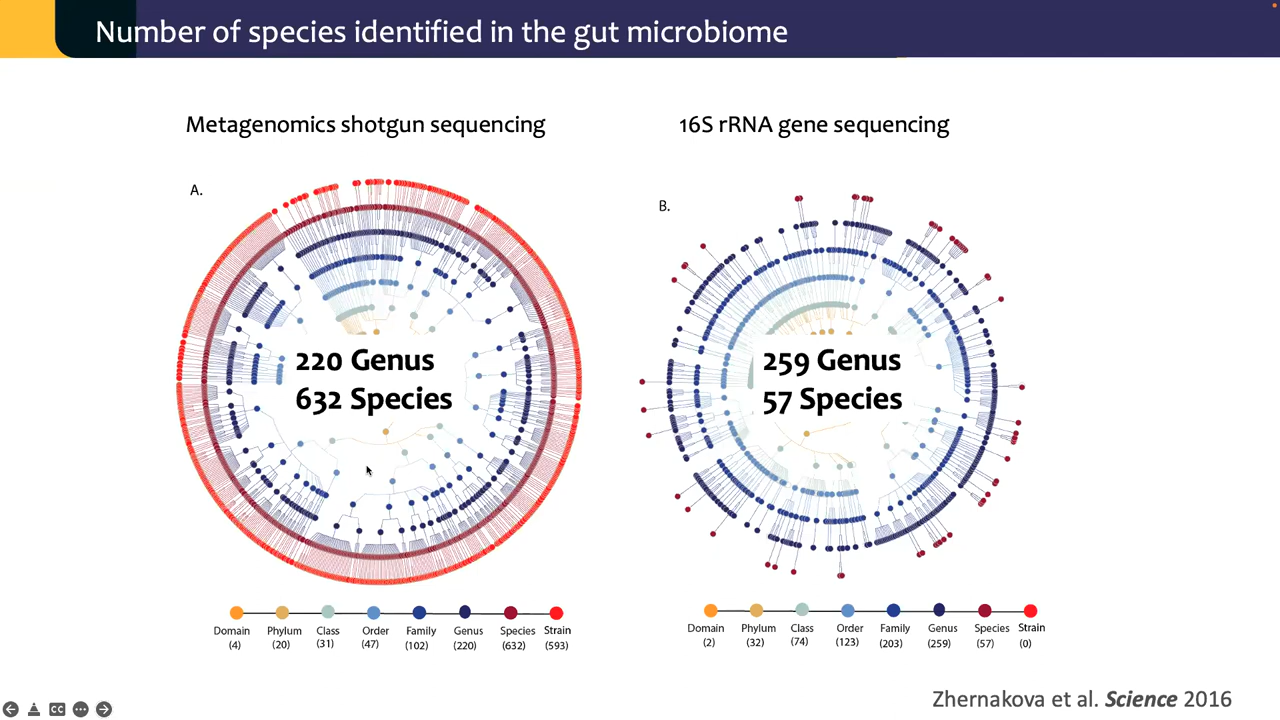 Number of species identified in the gut microbiome
Metagenomics shotgun sequencing
16S rRNA gene sequencing
A.
B.
220 Genus
632 Species
259 Genus
57 Species
Domain Phylum Class Order Family Genus Species Strain
(4) (20) (31) (47) (102) (220) (632) (593)
Domain Phylum Class Order Family Genus Species Strain
(2) (32) (74) (123) (203) (259) (57) (0)
Zhernakova et al. Science 2016
CC